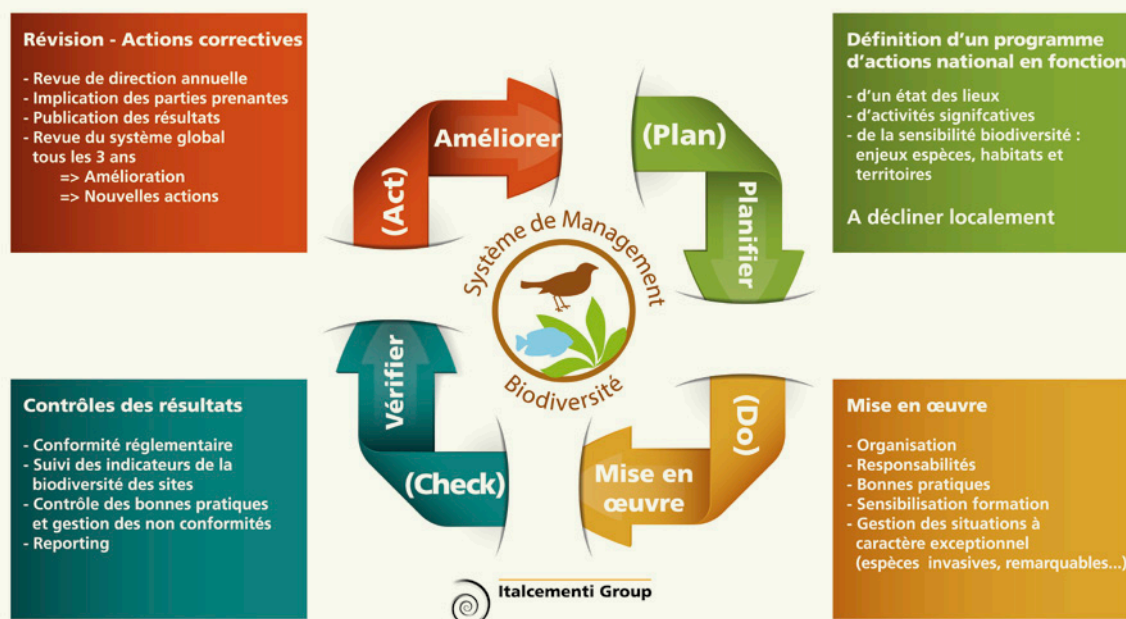 Révision - Actions correctives
- Revue de direction annuelle
- Implication des parties prenantes
- Publication des résultats
- Revue du système global
tous les 3 ans
=> Amélioration
=> Nouvelles actions
(Act)
Améliorer
(Plan)
Planifier
Définition d'un programme
d'actions national en fonction
- d'un état des lieux
- d'activités signifcatives
- de la sensibilité biodiversité :
enjeux espèces, habitats et
territoires
A décliner localement
Système de Management
Biodiversité
Contrôles des résultats
- Conformité réglementaire
- Suivi des indicateurs de la
biodiversité des sites
- Contrôle des bonnes pratiques
et gestion des non conformités
- Reporting
Vérifier
(Check)
(Do)
Mise en
œuvre
Mise en œuvre
- Organisation
- Responsabilités
- Bonnes pratiques
- Sensibilisation formation
- Gestion des situations à
caractère exceptionnel
(espèces invasives, remarquables...)
Italcementi Group